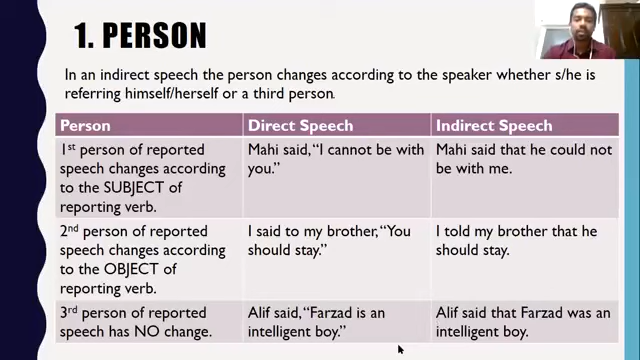 1. PERSON
In an indirect speech the person changes according to the speaker whether s/he is
referring himself/herself or a third person.
Person Direct Speech Indirect Speech
1st person of reported
speech changes according
to the SUBJECT of
reporting verb.
Mahi said, “I cannot be with
you.”
Mahi said that he could not
be with me.
2nd person of reported
speech changes according
to the OBJECT of
reporting verb.
I said to my brother, “You
should stay.”
I told my brother that he
should stay.
3rd person of reported
speech has NO change.
Alif said, “Farzad is an
intelligent boy.”
Alif said that Farzad was an
intelligent boy.